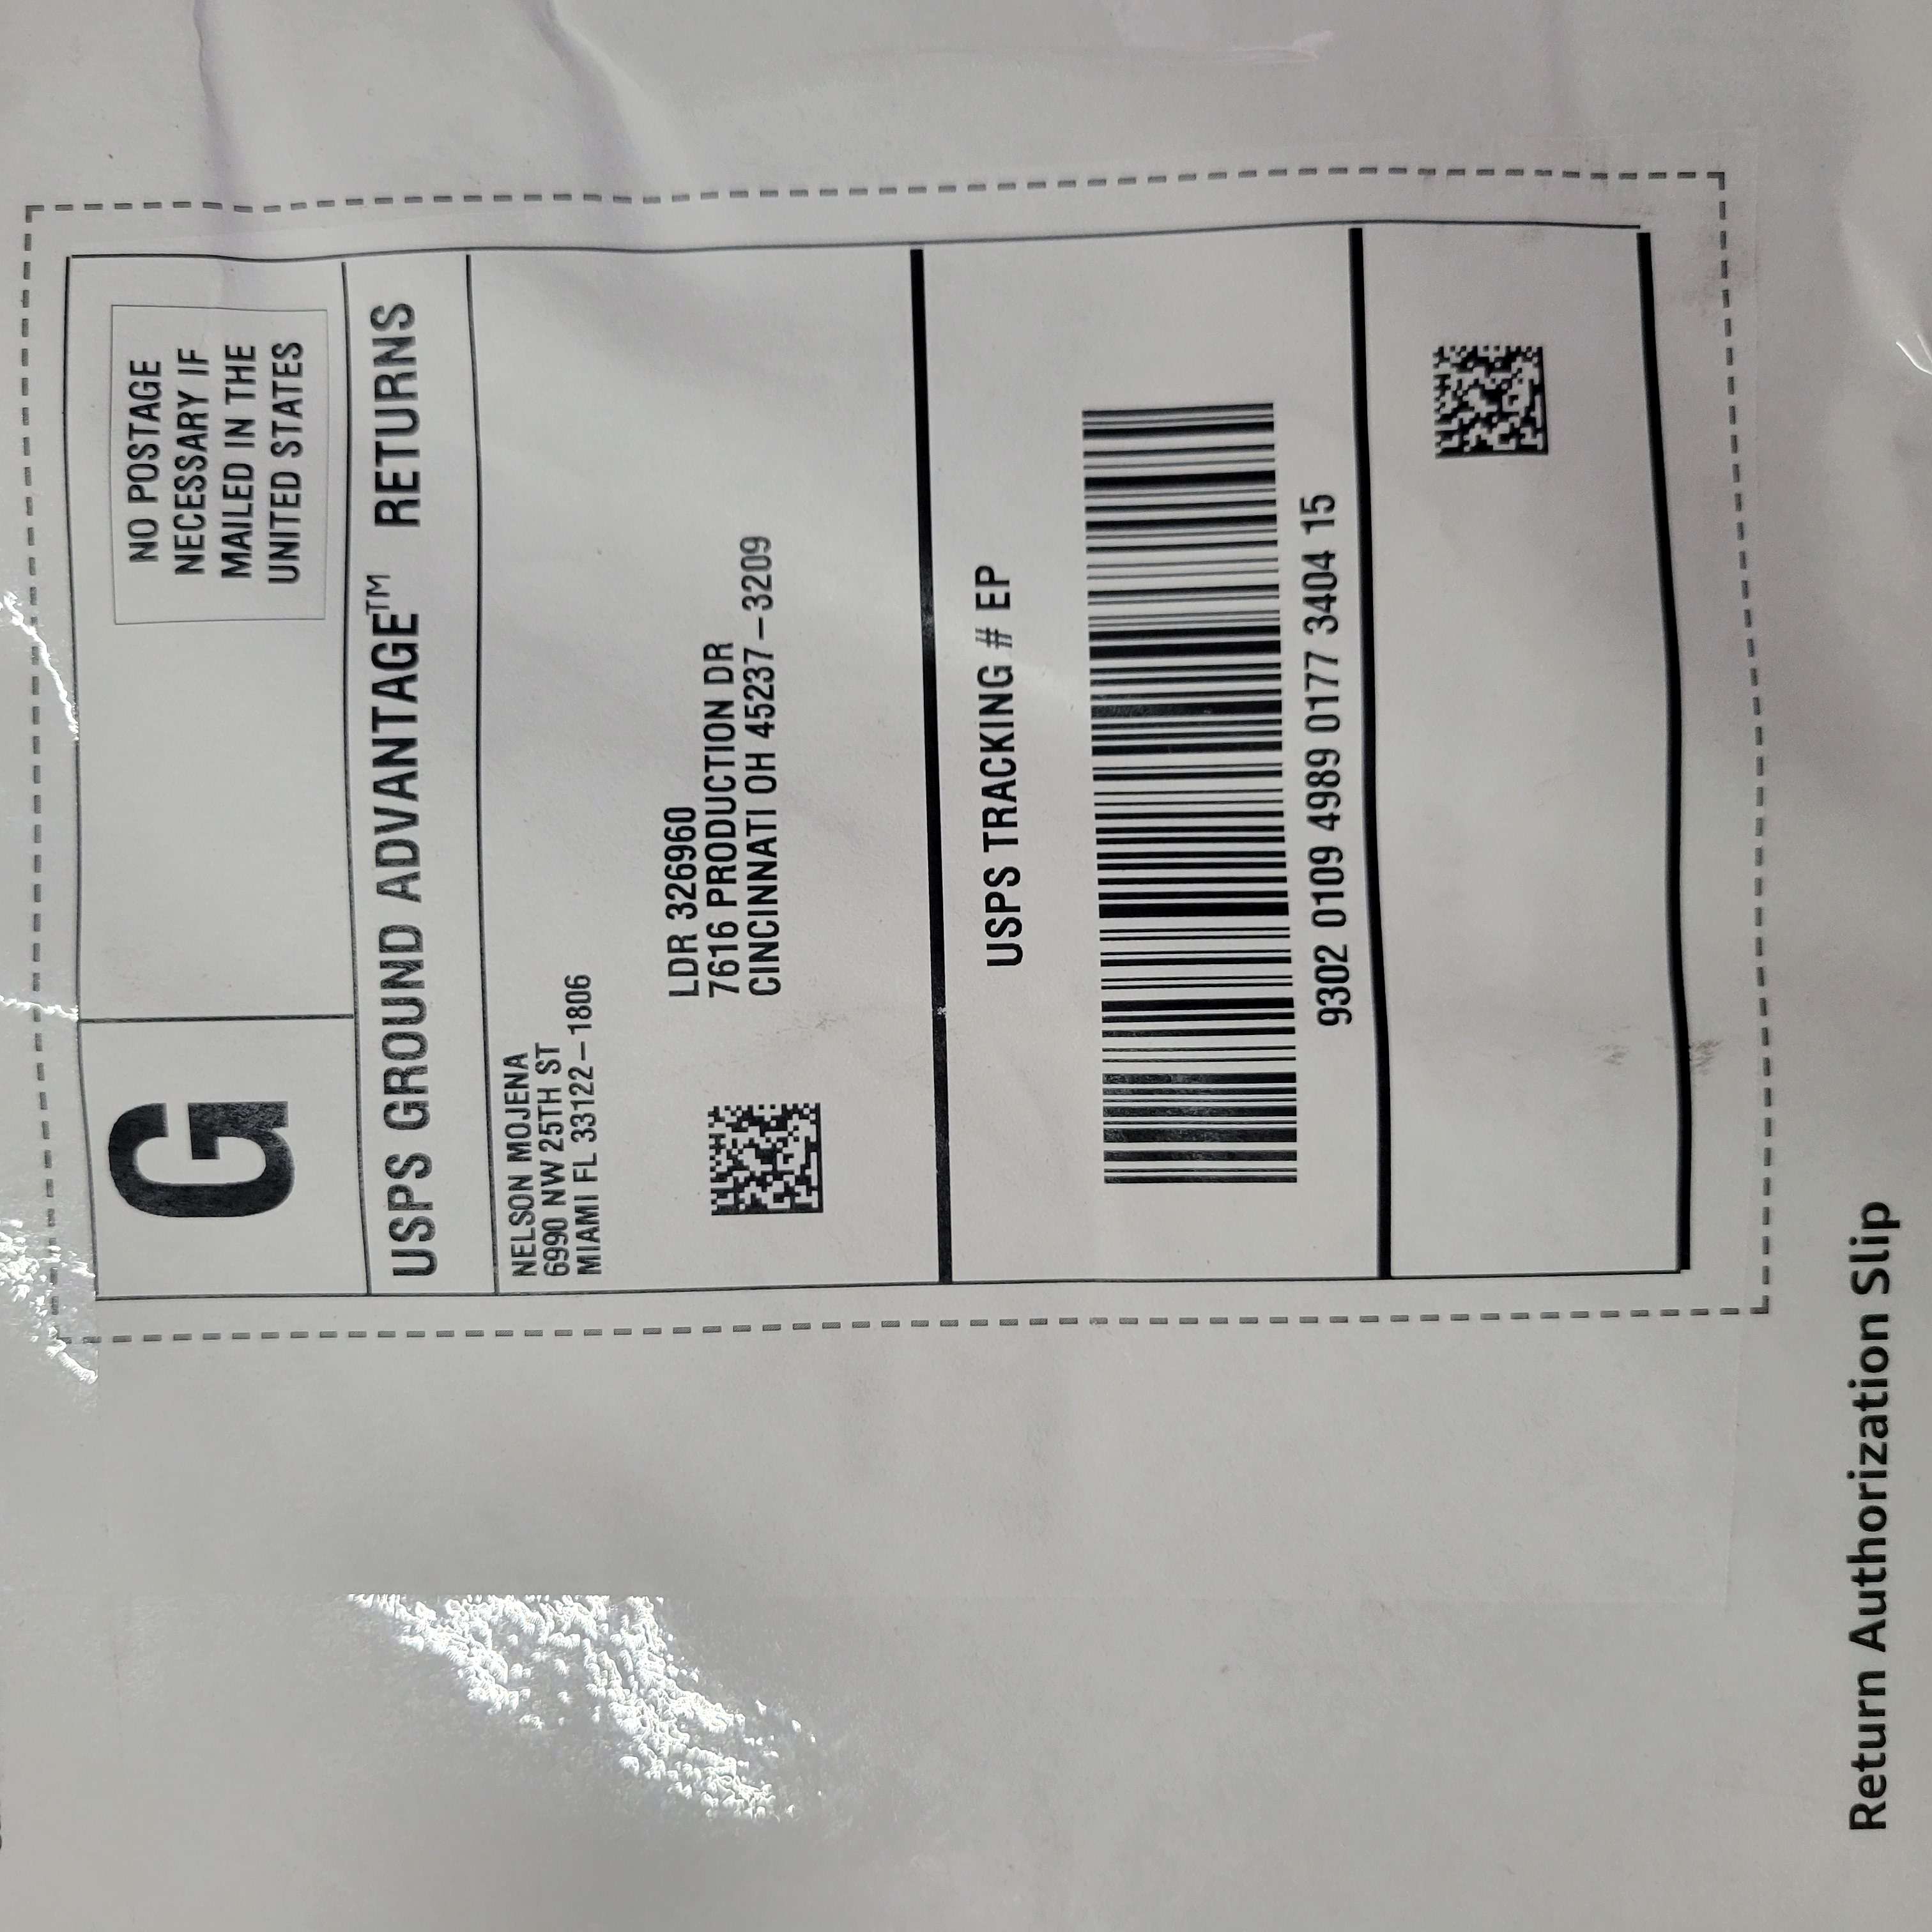 G
NO POSTAGE
NECESSARY IF
MAILED IN THE
UNITED STATES
USPS GROUND ADVANTAGE™ RETURNS
NELSON MOJENA
6990 NW 25TH ST
MIAMI FL 33122-1806
LDR 326960
7616 PRODUCTION DR
CINCINNATI OH 45237-3209
USPS TRACKING # EP
9302 0109 4989 0177 3404 15
Return Authorization Slip